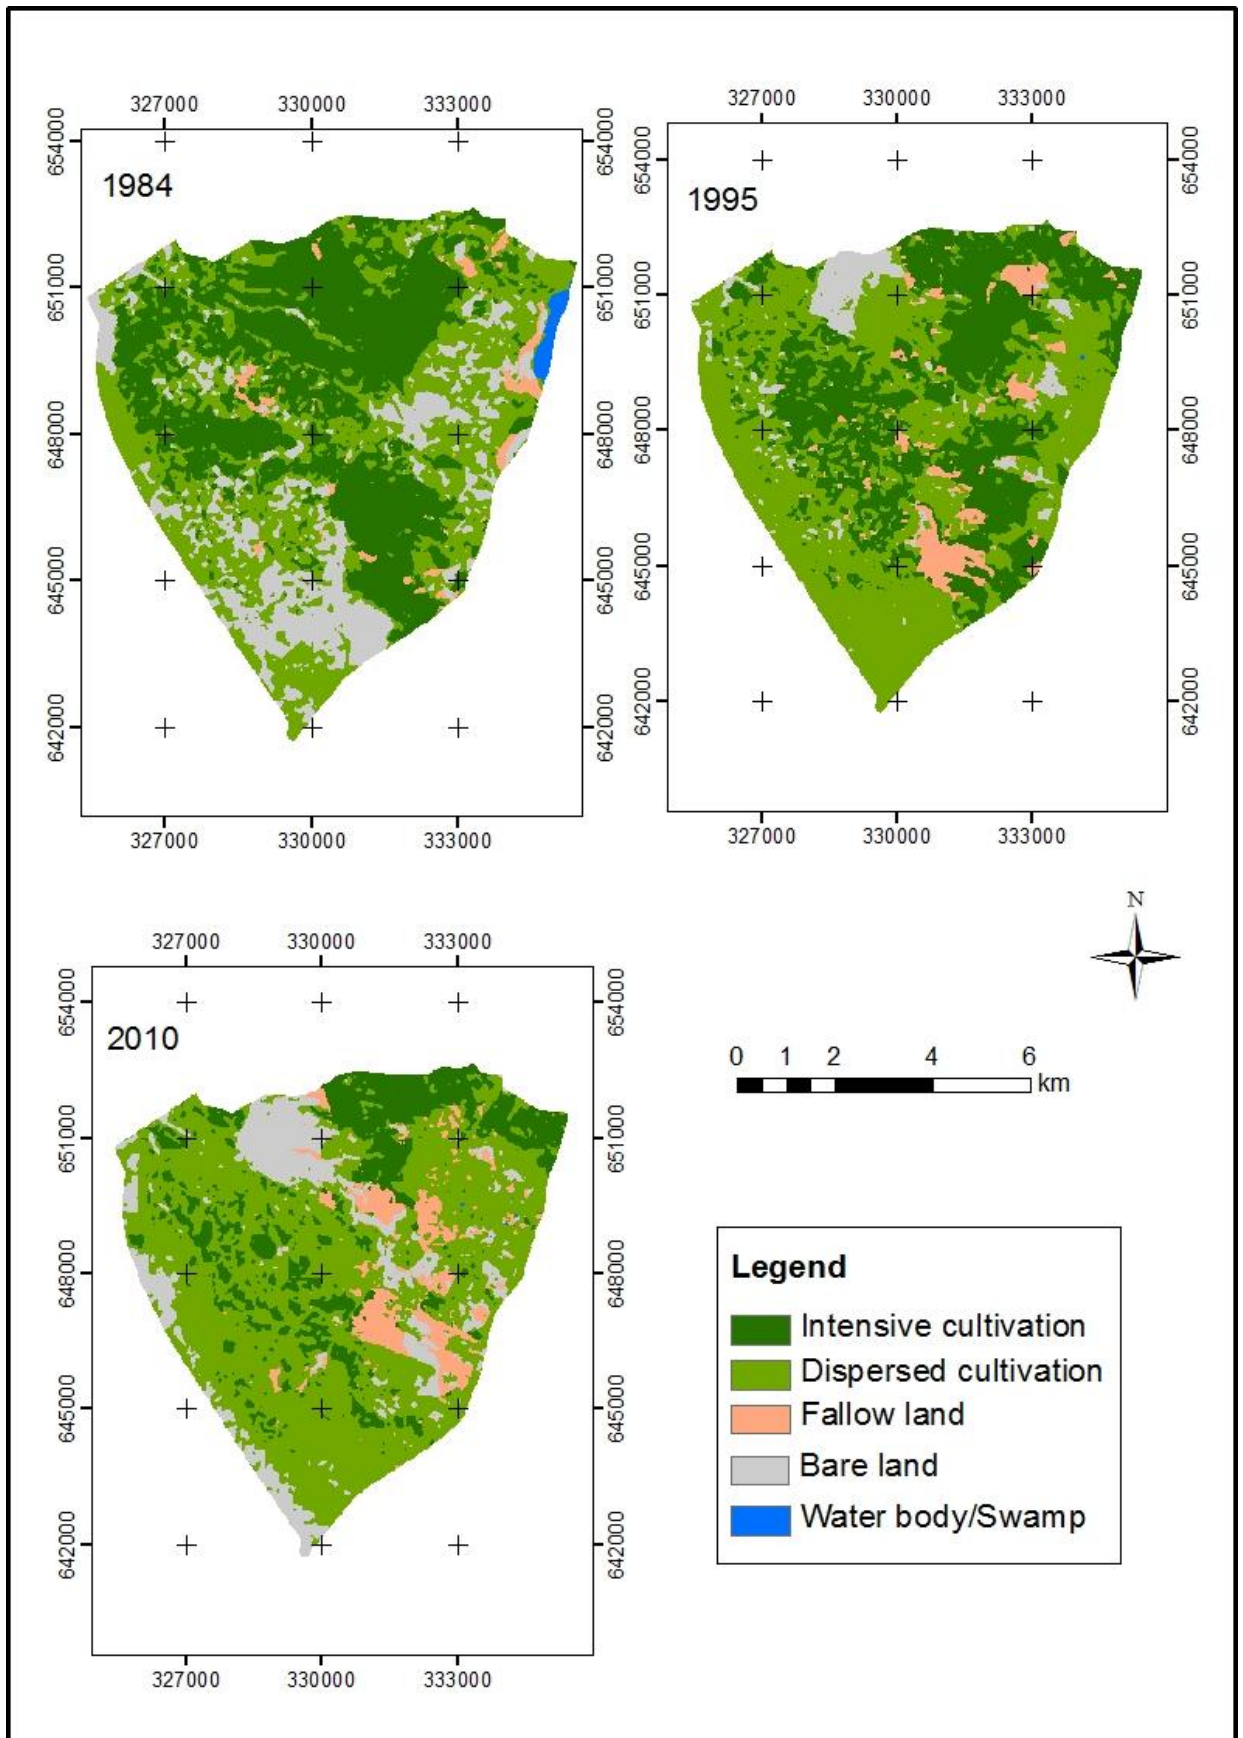 327000 330000 333000
654000 654000
1984
651000 651000
648000 648000
645000 645000
642000 642000
327000 330000 333000
327000 330000 333000
654000 654000
1995
651000 651000
648000 648000
645000 645000
642000 642000
327000 330000 333000
N
327000 330000 333000
654000 654000
2010
651000 651000
648000 648000
645000 645000
642000 642000
327000 330000 333000
0 1 2 4 6
km
Legend
Intensive cultivation
Dispersed cultivation
Fallow land
Bare land
Water body/Swamp